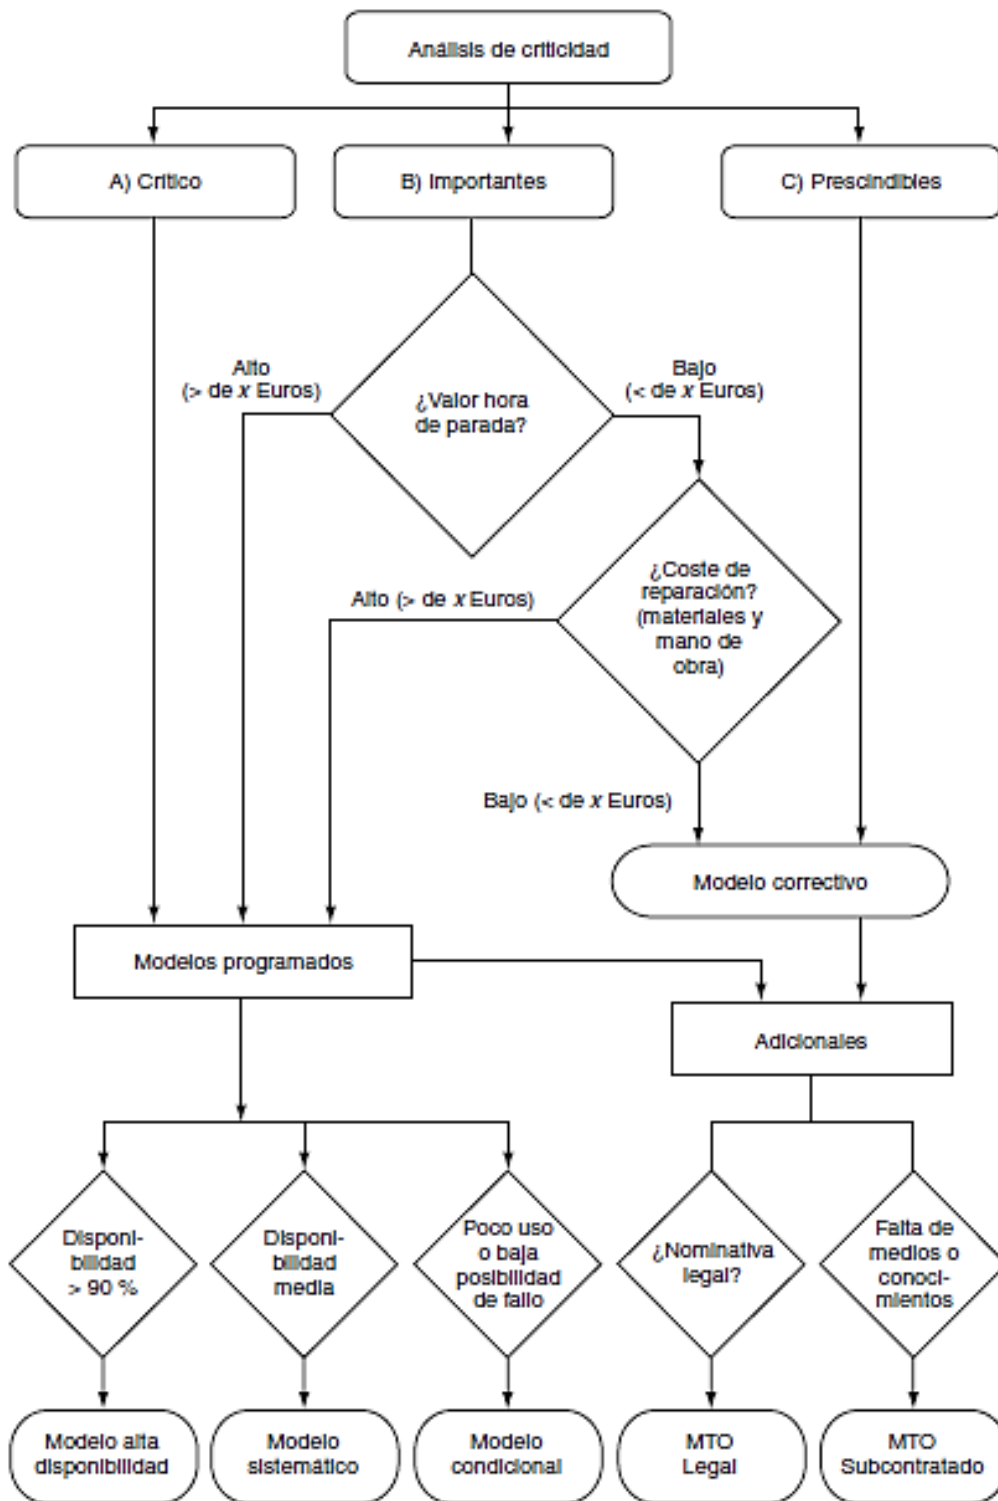 Análisis de criticidad
A) Crítico
B) Importantes
C) Prescindibles
Alto
(> de x Euros)
¿Valor hora
de parada?
Bajo
(< de x Euros)
Alto (> de x Euros)
¿Coste de
reparación?
(materiales y
mano de
obra)
Bajo (< de x Euros)
Modelo correctivo
Modelos programados
Adicionales
Disponi-
bilidad
> 90 %
Disponi-
bilidad
media
Poco uso
o baja
posibilidad
de fallo
¿Nominativa
legal?
Falta de
medios o
conoci-
mientos
Modelo alta
disponibilidad
Modelo
sistemático
Modelo
condicional
MTO
Legal
MTO
Subcontratado